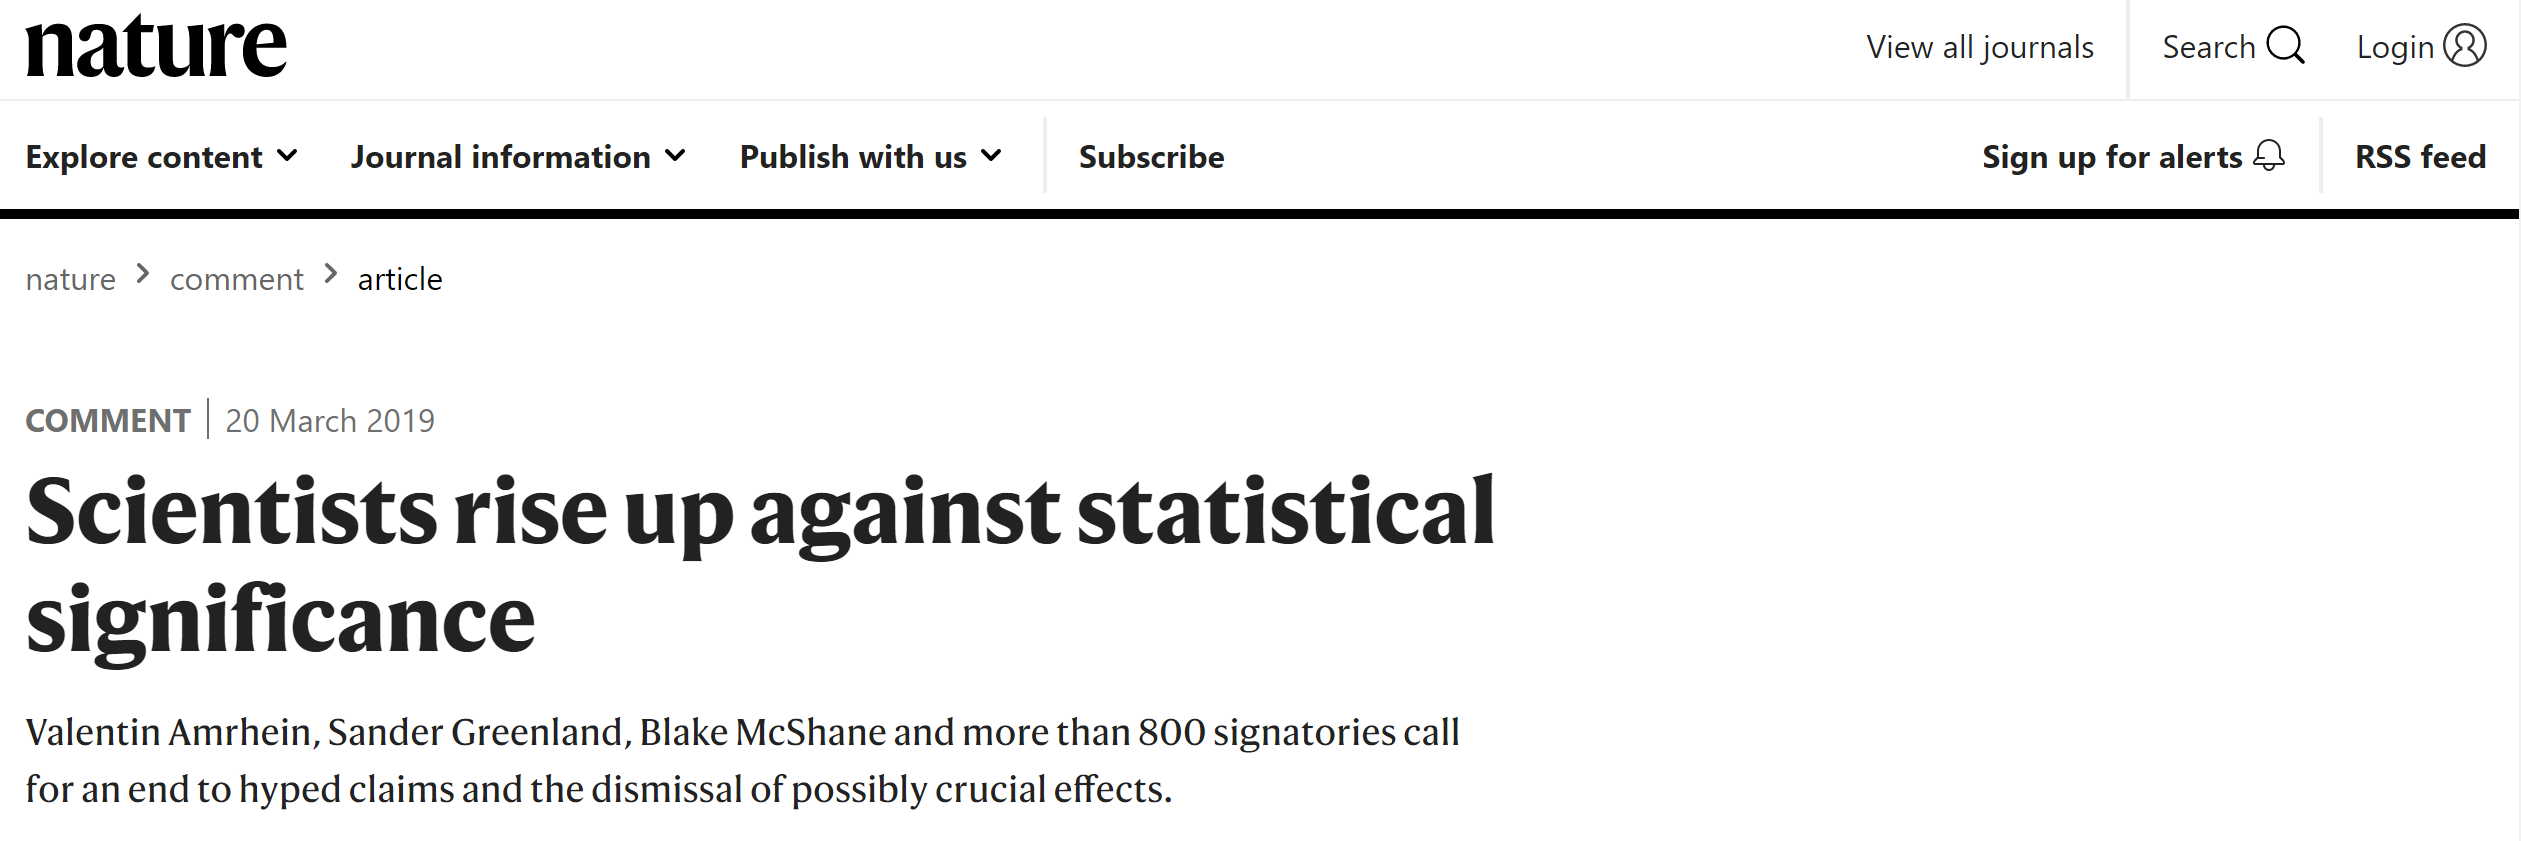 nature
View all journals
Search
Login
Explore content
Journal information
Publish with us
Subscribe
Sign up for alerts
RSS feed
nature > comment > article
COMMENT | 20 March 2019
Scientists rise up against statistical
significance
Valentin Amrhein, Sander Greenland, Blake McShane and more than 800 signatories call
for an end to hyped claims and the dismissal of possibly crucial effects.